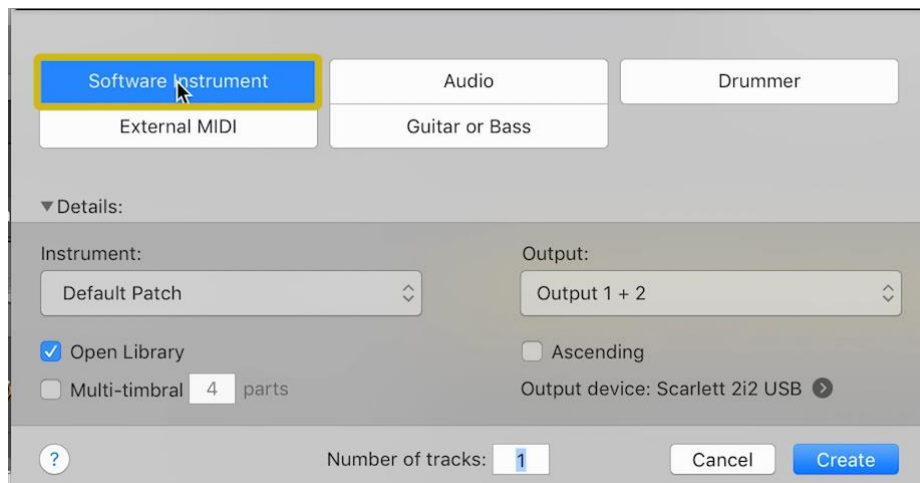 Software Instrument
Audio
Drummer
External MIDI
Guitar or Bass
Details:
Instrument:
Output:
Default Patch
Output 1 + 2
Open Library
Ascending
Multi-timbral 4 parts
Output device: Scarlett 2i2 USB
? Number of tracks: 1 Cancel Create